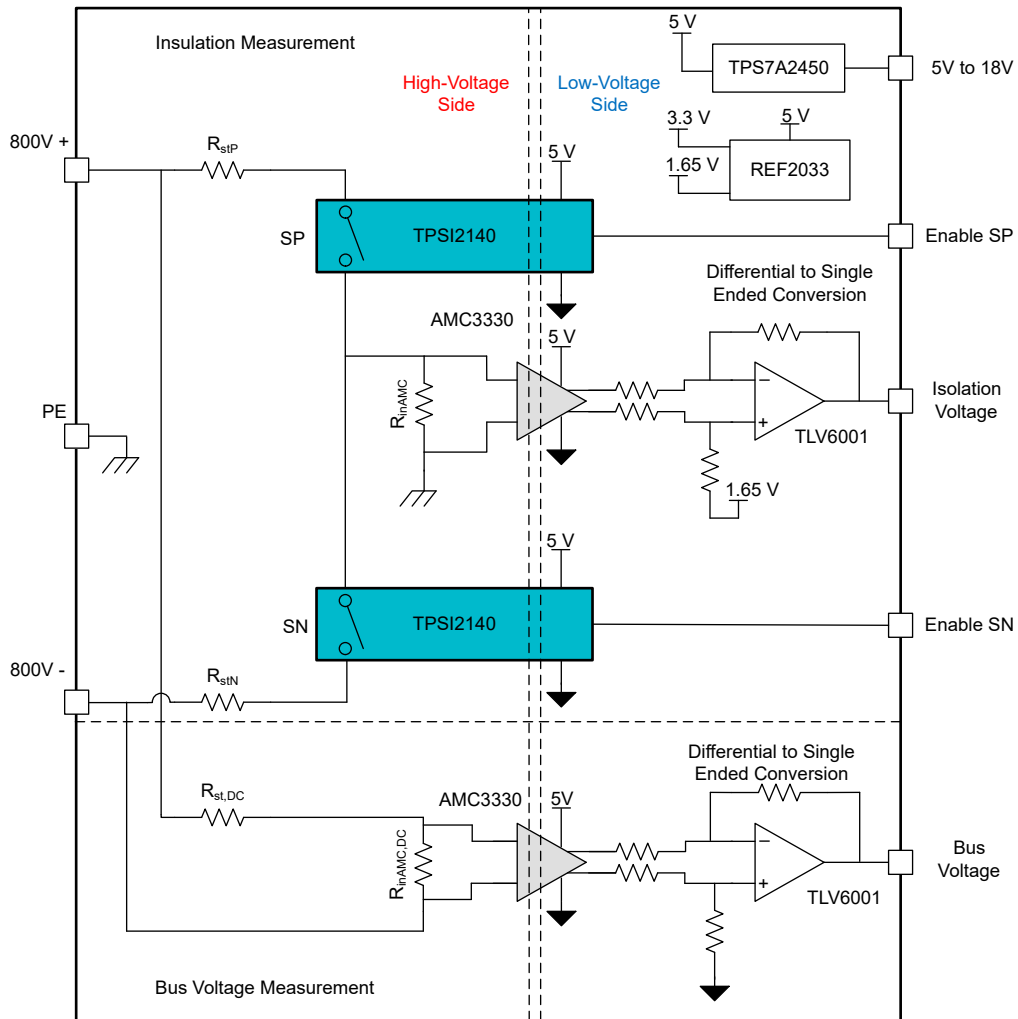 Insulation Measurement
High-Voltage
Side
Low-Voltage
Side
5 V
TPS7A2450
5V to 18V
3.3 V
5 V
1.65 V
REF2033
800V +
RstP
5 V
SP
TPSI2140
Enable SP
Differential to Single
Ended Conversion
AMC3330
5 V
RinAMC
PE
−
+
TLV6001
Isolation
Voltage
1.65 V
5 V
SN
TPSI2140
Enable SN
800V -
RstN
Differential to Single
Ended Conversion
Rst,DC
AMC3330
5V
RinAMC,DC
−
+
TLV6001
Bus
Voltage
Bus Voltage Measurement